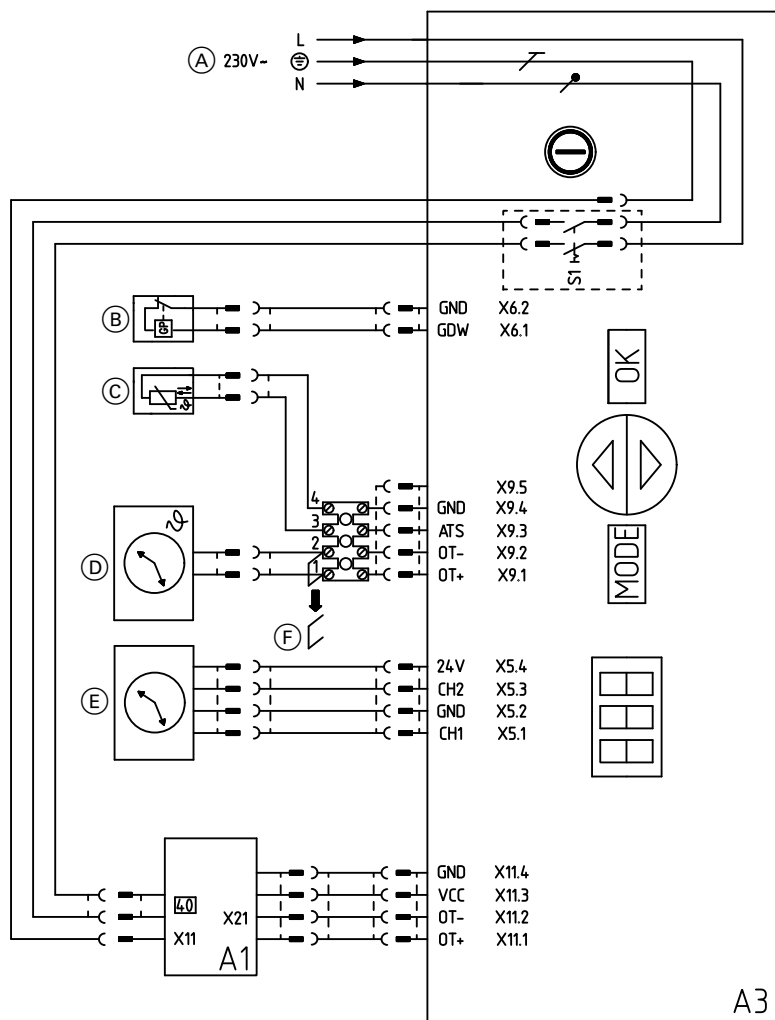 L
A 230V~
N
S1
B
GP
GND X6.2
GDW X6.1
OK
C
ϑ
4
3
2
1
X9.5
GND X9.4
ATS X9.3
OT- X9.2
OT+ X9.1
D
ϑ
MODE
F
E
24V X5.4
CH2 X5.3
GND X5.2
CH1 X5.1
40
X11
X21
A1
GND X11.4
VCC X11.3
OT- X11.2
OT+ X11.1
A3